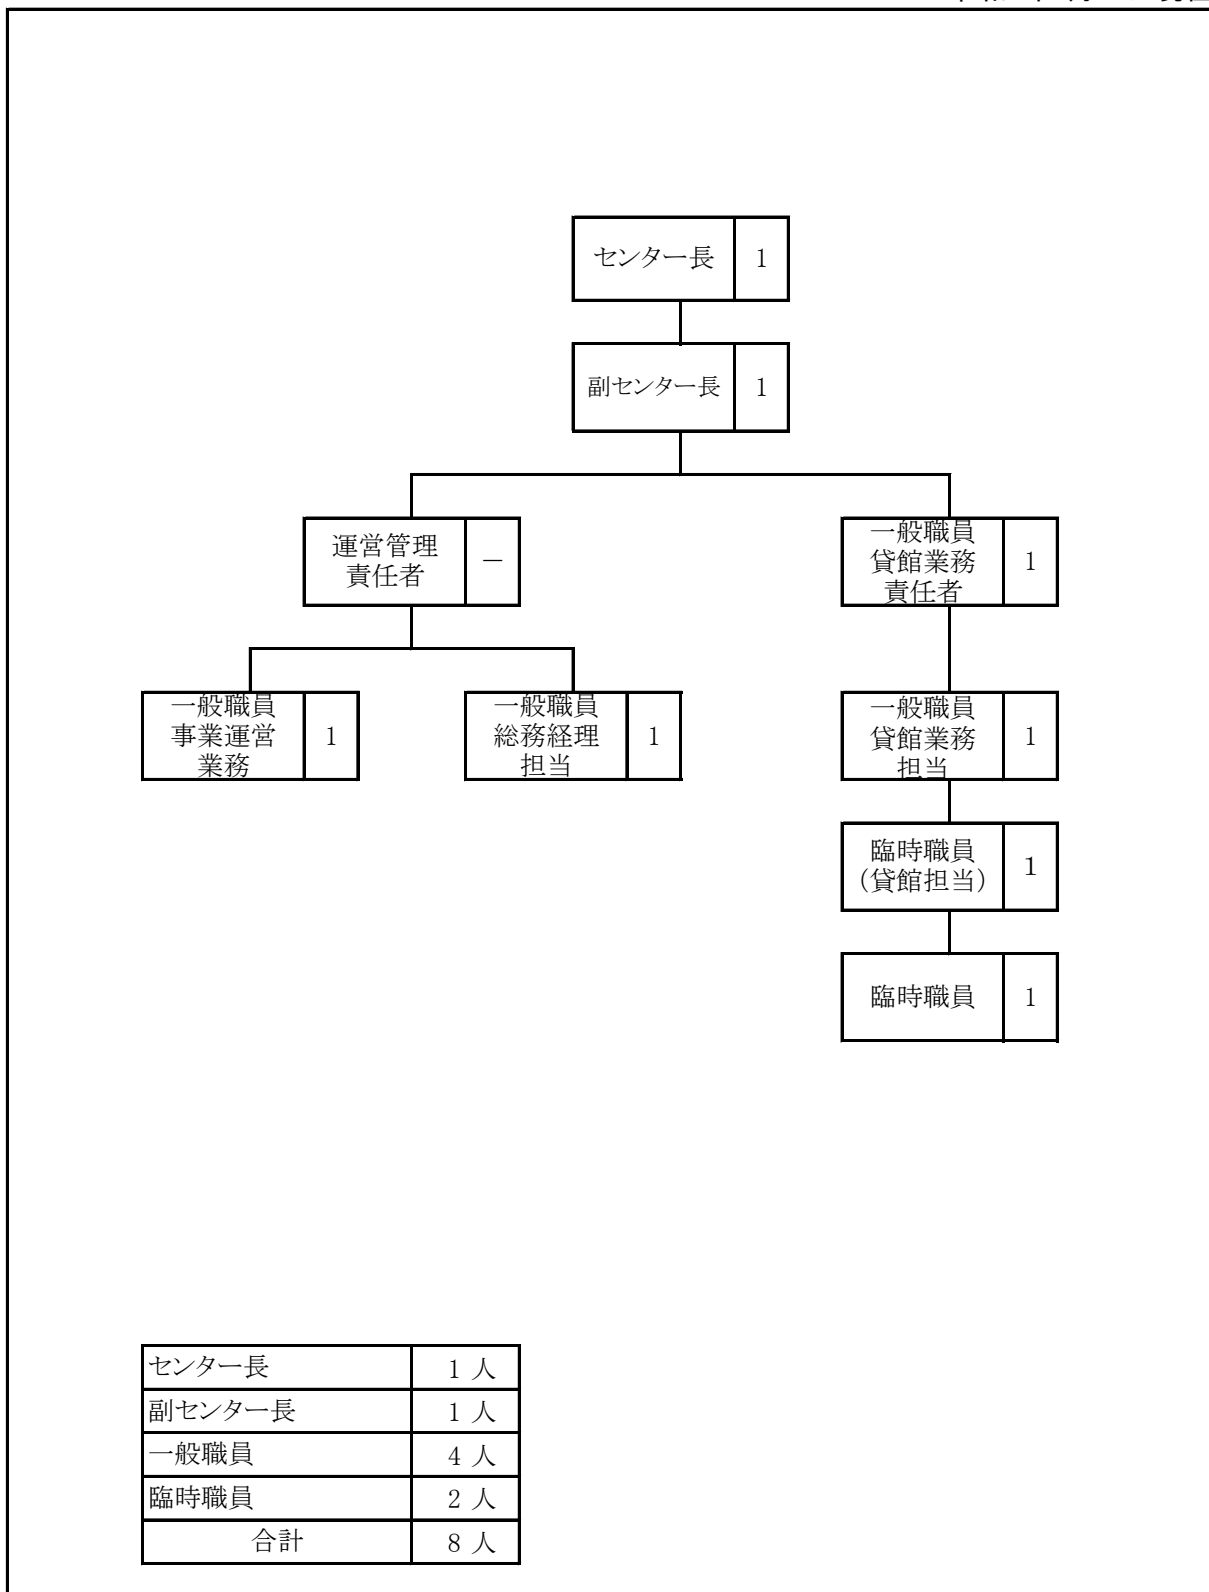 センター長 1
副センター長 1
運営管理
責任者
－
一般職員
貸館業務
責任者
1
一般職員
事業運営
業務
1
一般職員
総務経理
担当
1
一般職員
貸館業務
担当
1
臨時職員
（貸館担当）
1
臨時職員 1
センター長 1 人
副センター長 1 人
一般職員 4 人
臨時職員 2 人
合計 8 人